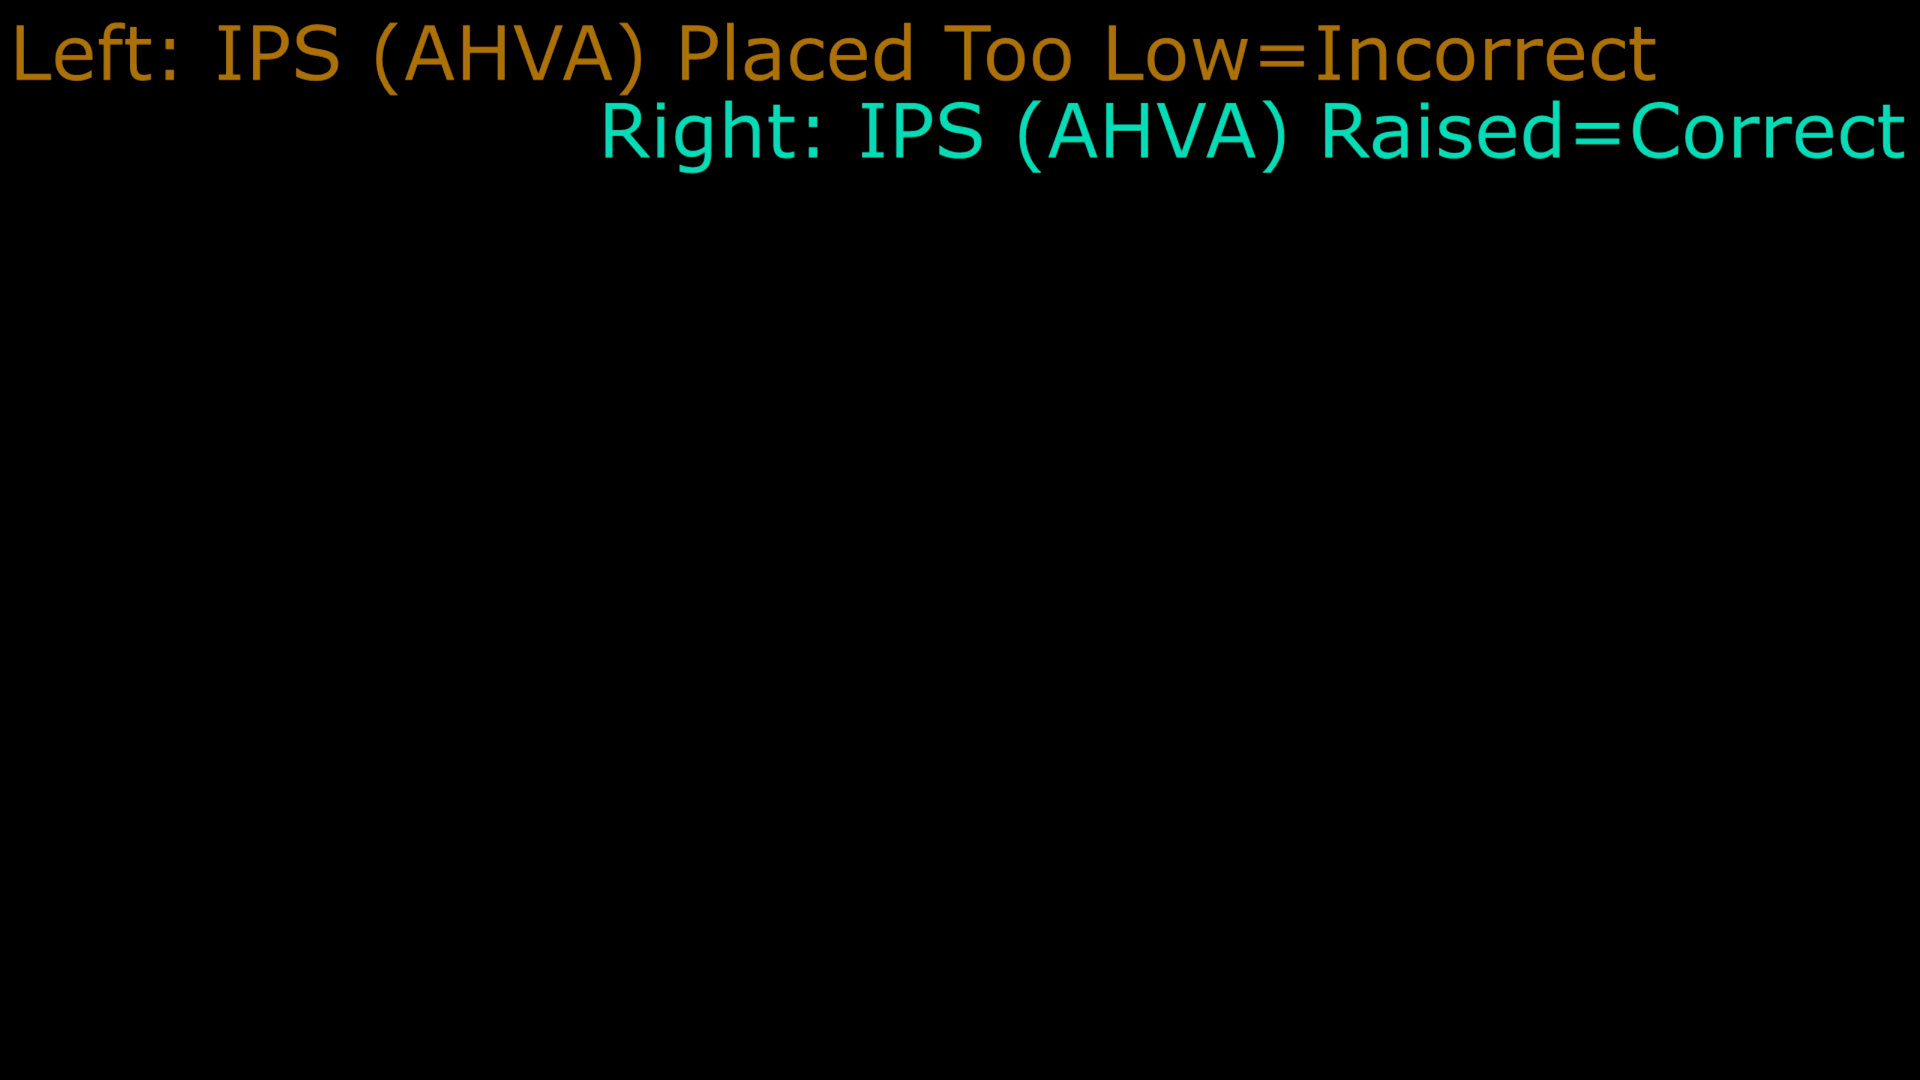 Left: IPS (AHVA) Placed Too Low=Incorrect
Right: IPS (AHVA) Raised=Correct